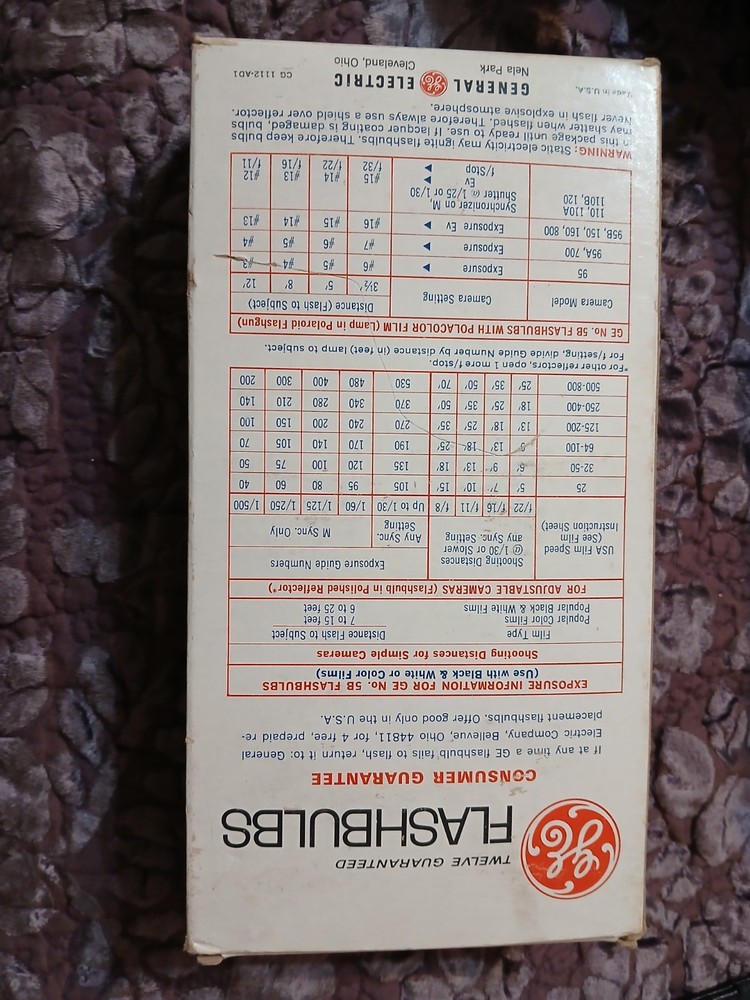 TWELVE GUARANTEED
GE FLASHBULBS
CONSUMER GUARANTEE
If at any time a GE flashbulb fails to flash, return it to: General
Electric Company, Bellevue, Ohio 44811, for 4 free, prepaid re-
placement flashbulbs. Offer good only in the U.S.A.
EXPOSURE INFORMATION FOR GE No. 5B FLASHBULBS
(Use with Black & White or Color Films)
Shooting Distances for Simple Cameras
Film Type Distance Flash to Subject
Popular Color Films 7 to 15 feet
Popular Black & White Films 6 to 25 feet
FOR ADJUSTABLE CAMERAS (Flashbulb in Polished Reflector*)
USA Film Speed (See Film Instruction Sheet)
Shooting Distances @ 1/30 or Slower any Sync. Setting
Exposure Guide Numbers
Any Sync. Setting M Sync. Only
f/22 f/16 f/11 f/8 Up to 1/30 1/60 1/125 1/250 1/500
25 5' 7' 10' 15' 105 95 80 60 40
32-50 6' 9' 13' 18' 135 120 100 75 50
64-100 9' 13' 18' 25' 190 170 140 105 70
13' 18' 25' 35' 270 240 200 150 100
250-400 18' 25' 35' 50' 370 340 280 210 140
500-800 25' 35' 50' 70' 530 480 400 300 200
*For other reflectors, open 1 more f/stop.
For f/setting, divide Guide Number by distance (in feet) lamp to subject.
GE No. 5B FLASHBULBS WITH POLACOLOR FILM (Lamp in Polaroid Flashgun)
Camera Model Camera Setting Distance (Flash to Subject)
3½' 5' 8' 12'
95 Exposure ▶ #6 #5 #4 #3
95A, 700 Exposure ▶ #7 #6 #5 #4
95B, 150, 160, 800 Exposure Ev ▶ #16 #15 #14 #13
110, 110A
110B, 120
Synchronizer on M,
Shutter @ 1/25 or 1/30
Ev ▶ #15 #14 #13 #12
f/Stop ▶ f/32 f/22 f/16 f/11
WARNING: Static electricity may ignite flashbulbs. Therefore, keep bulbs
in this package until ready to use. If lacquer coating is damaged, bulbs
may shatter when flashed. Therefore always use a shield over reflector.
Never flash in explosive atmosphere.
Made in U.S.A. GENERAL GE ELECTRIC CG 1112-AD1
Nela Park Cleveland, Ohio